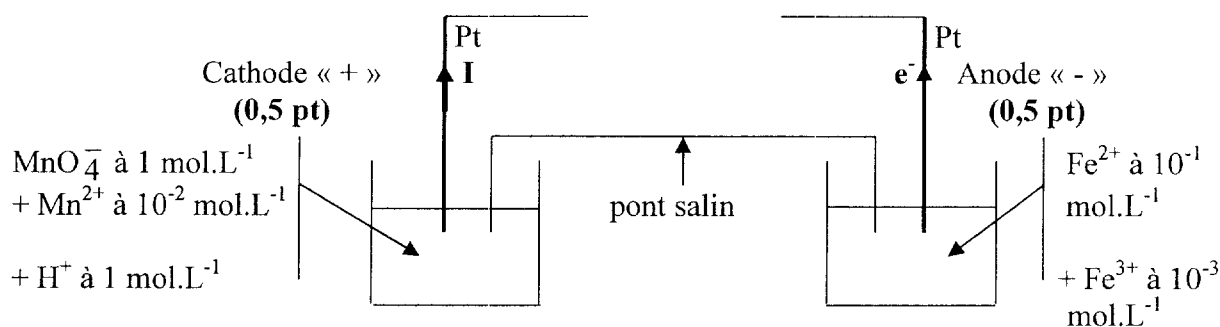 Pt
Pt
Cathode « + »
I
e⁻
Anode « - »
(0,5 pt)
(0,5 pt)
MnO₄⁻ à 1 mol.L⁻¹
+ Mn²⁺ à 10⁻² mol.L⁻¹
+ H⁺ à 1 mol.L⁻¹
pont salin
Fe²⁺ à 10⁻¹
mol.L⁻¹
+ Fe³⁺ à 10⁻³
mol.L⁻¹